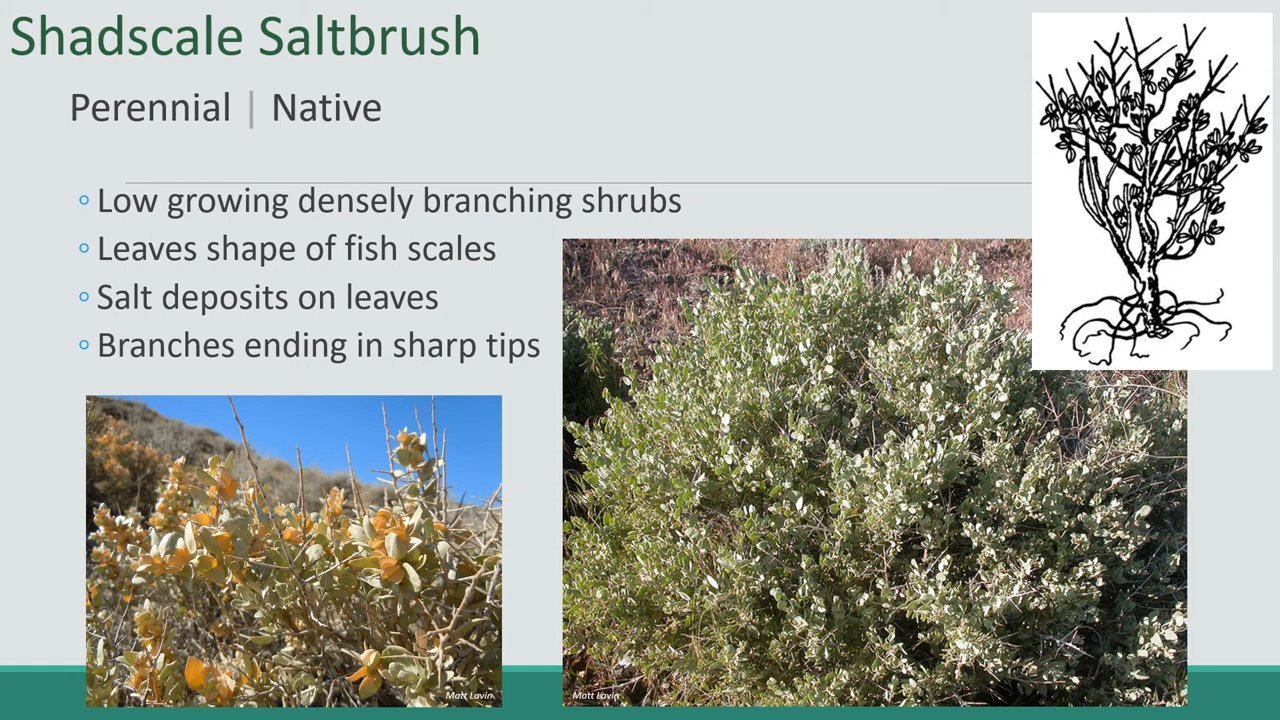 Shadscale Saltbrush
Perennial | Native
◦ Low growing densely branching shrubs
◦ Leaves shape of fish scales
◦ Salt deposits on leaves
◦ Branches ending in sharp tips
Matt Lavin
Matt Lavin